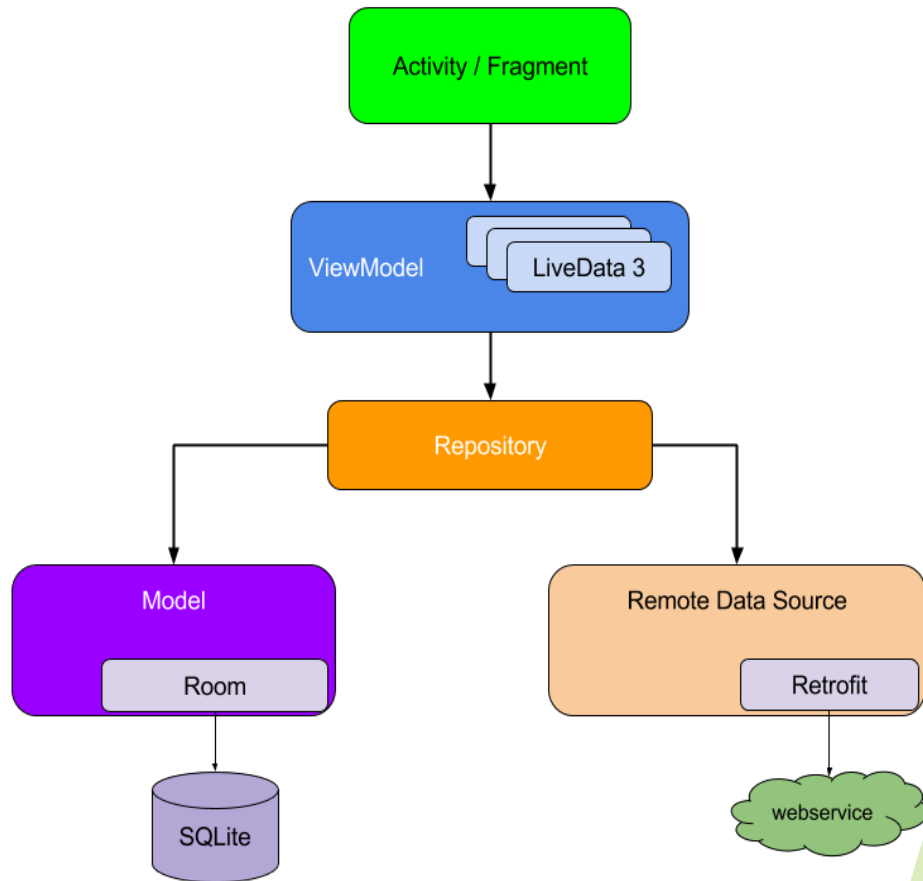 Activity / Fragment
ViewModel
LiveData 3
Repository
Model
Remote Data Source
Room
Retrofit
SQLite
webservice